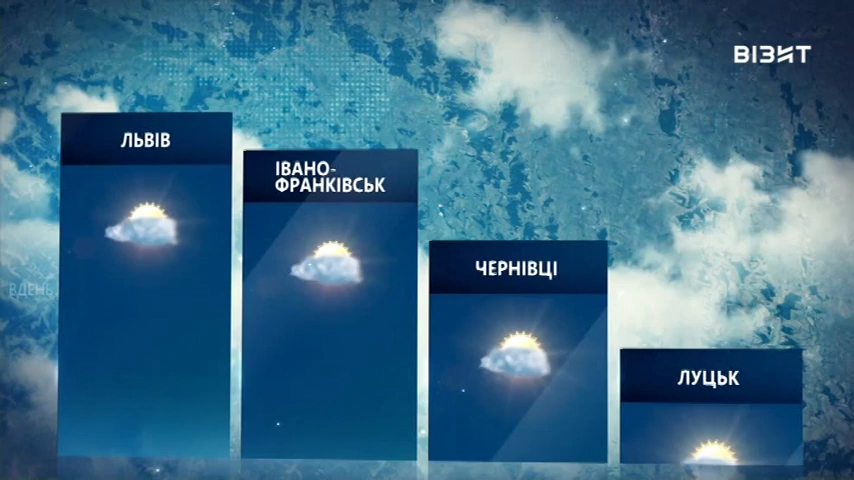 ВІЗИТ
ЛЬВІВ
ІВАНО-
ФРАНКІВСЬК
ЧЕРНІВЦІ
ЛУЦЬК
ВДЕНЬ